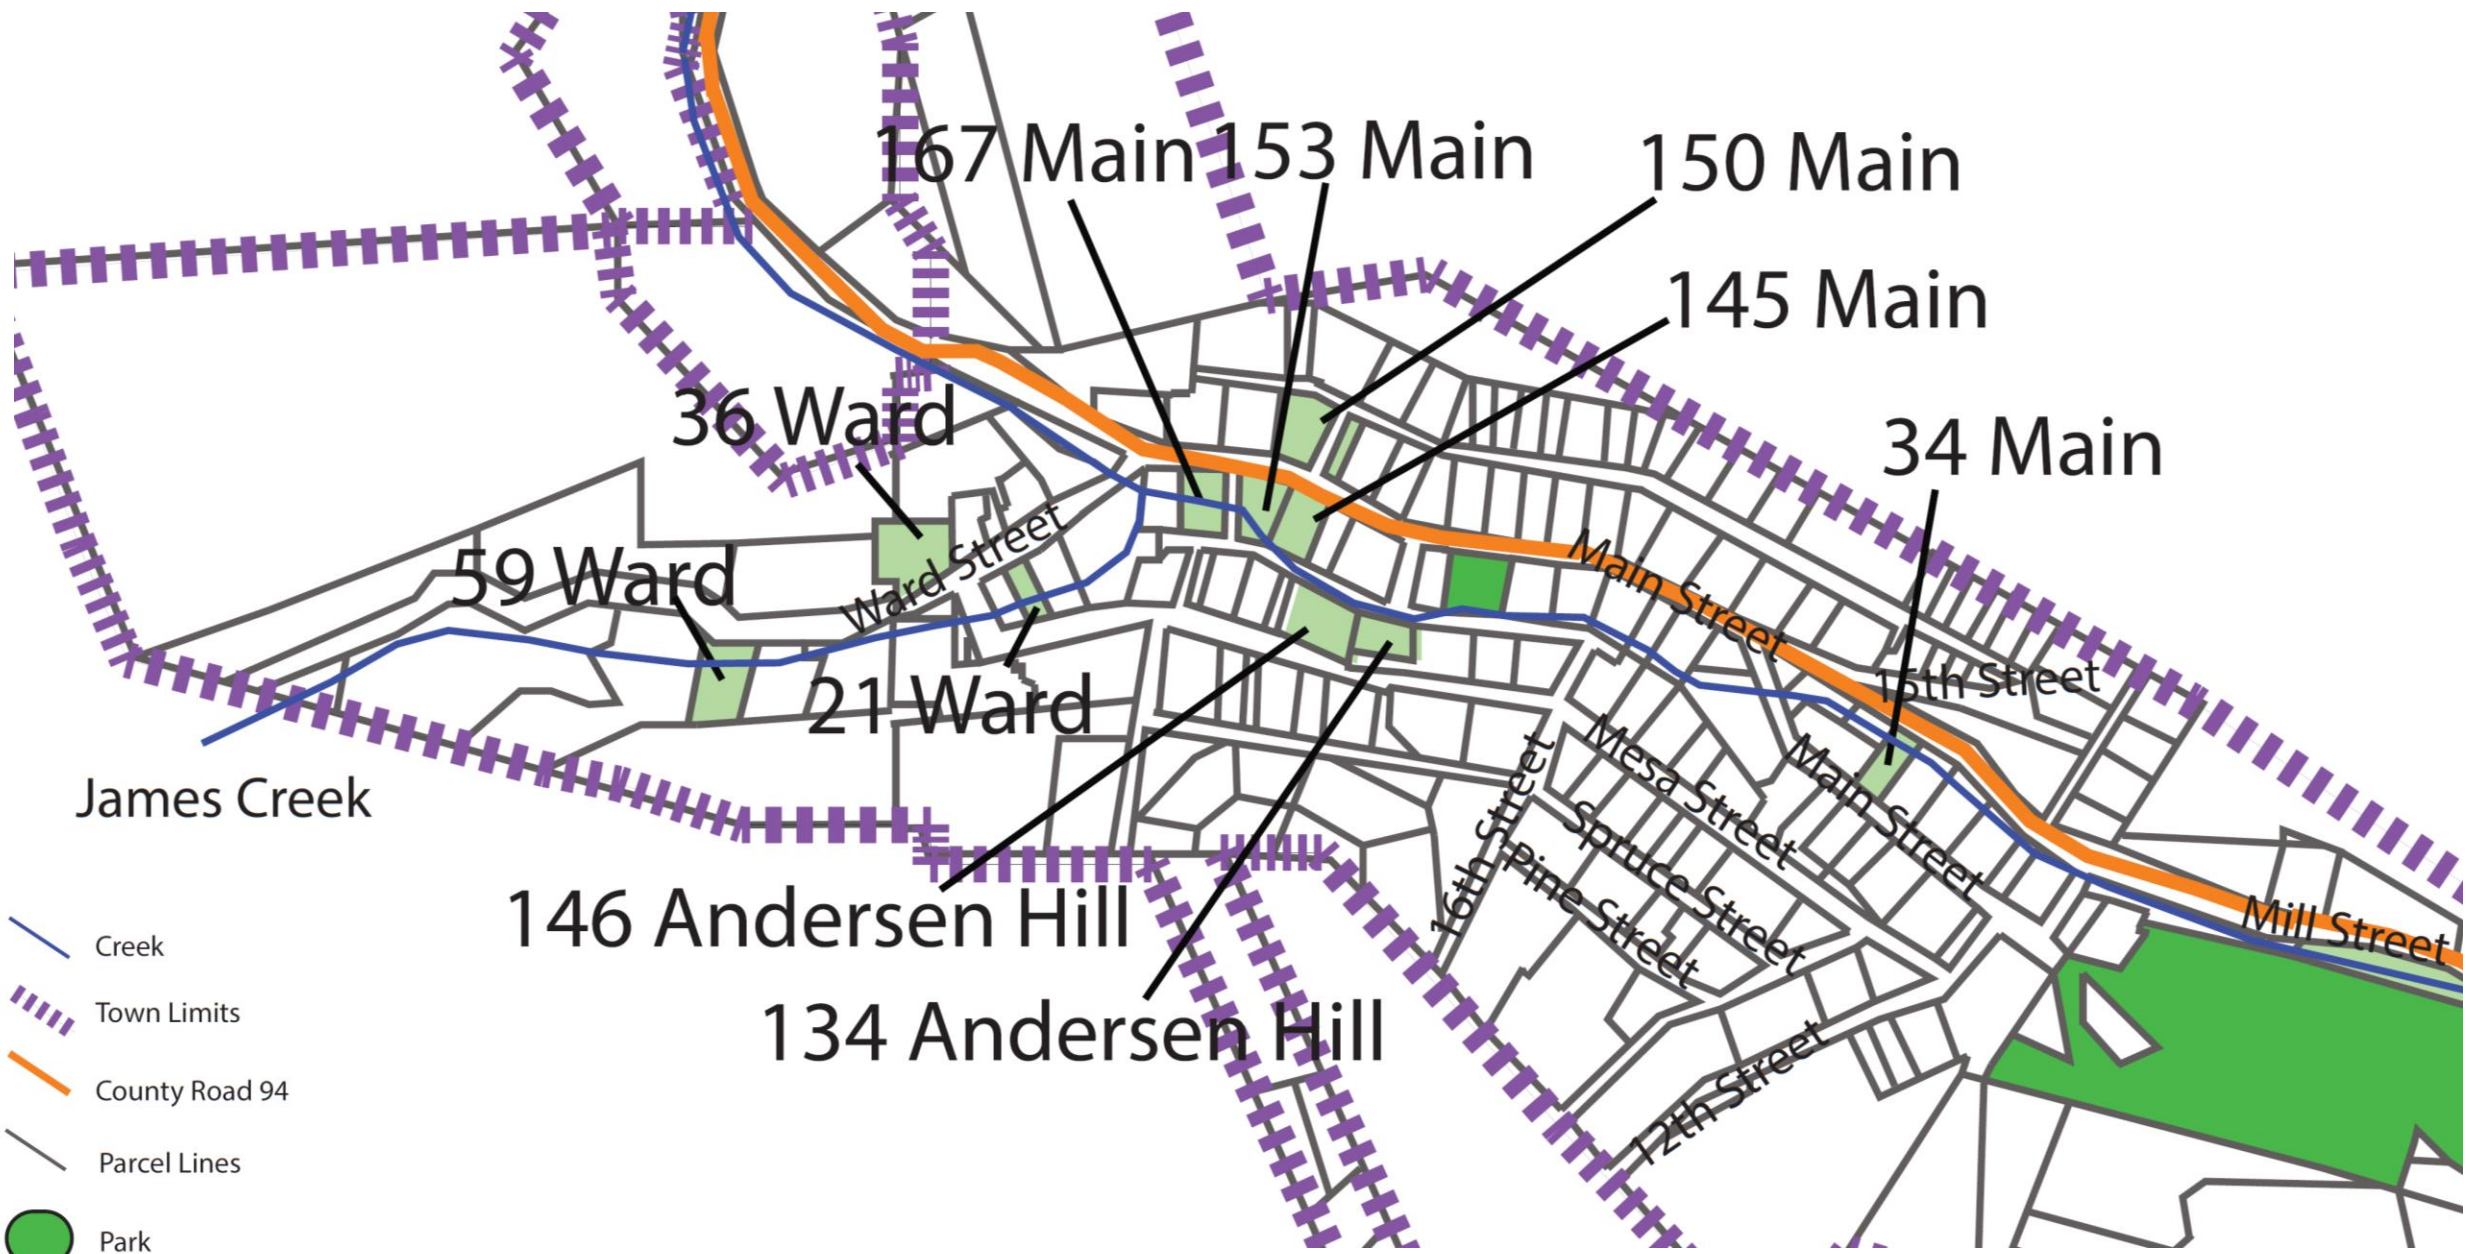 167 Main
153 Main
150 Main
145 Main
36 Ward
34 Main
Ward Street
59 Ward
Main Street
15th Street
21 Ward
Mesa Street
Main Street
16th Street
James Creek
Spruce Street
Pine Street
146 Andersen Hill
Mill Street
134 Andersen Hill
12th Street
Creek
Town Limits
County Road 94
Parcel Lines
Park